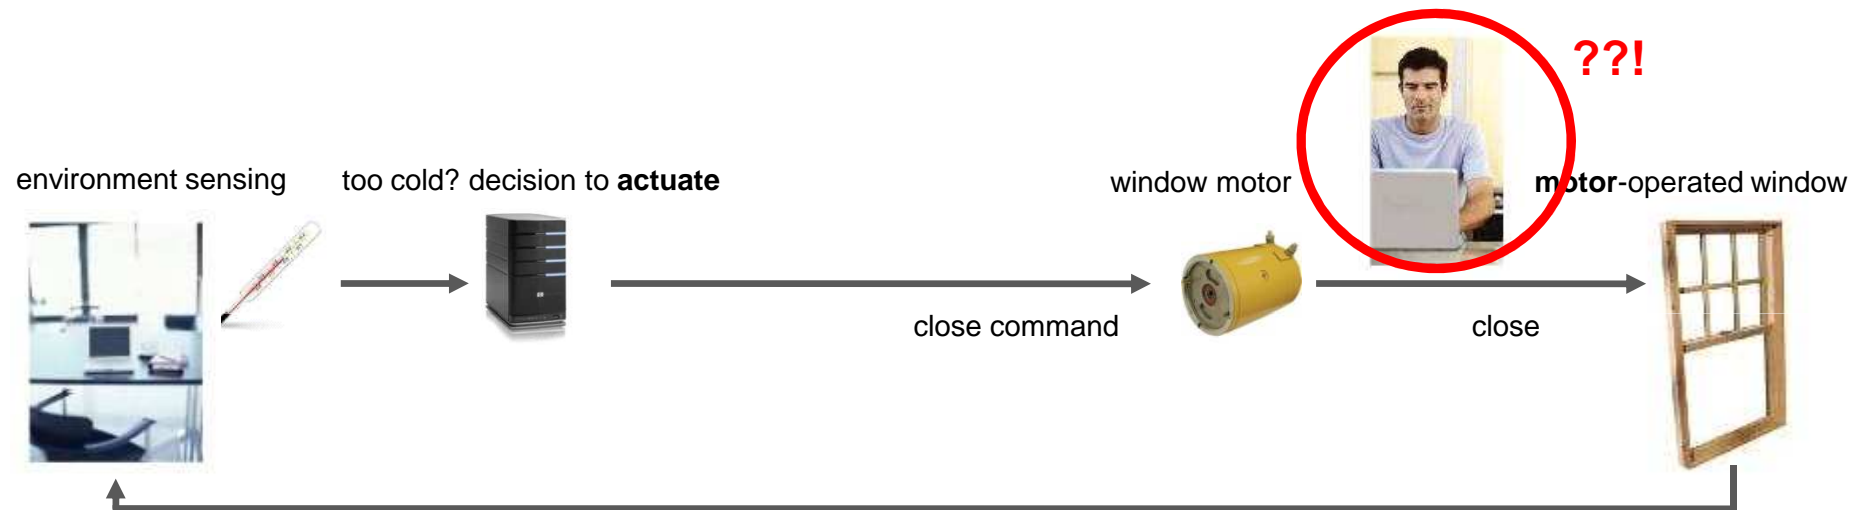 ??!
environment sensing
too cold? decision to actuate
window motor
motor-operated window
close command
close